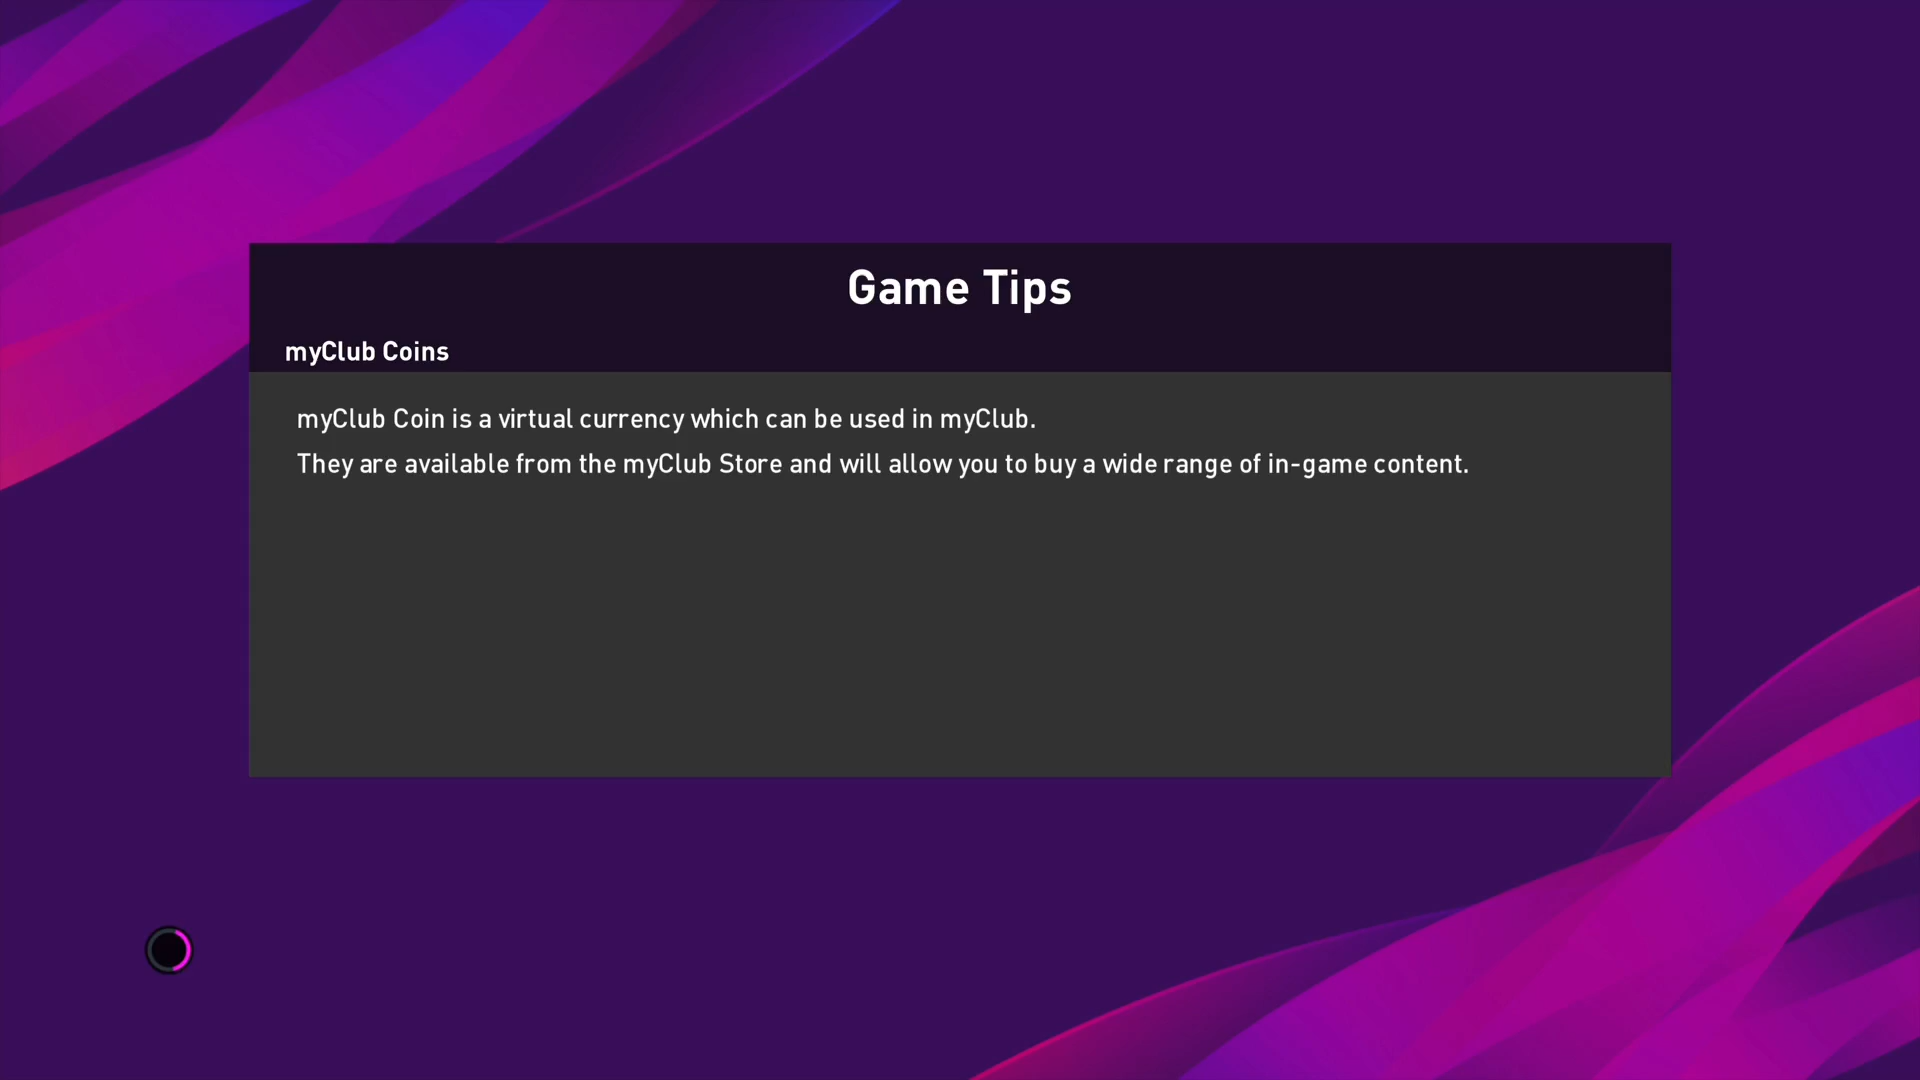 Game Tips
myClub Coins
myClub Coin is a virtual currency which can be used in myClub.
They are available from the myClub Store and will allow you to buy a wide range of in-game content.